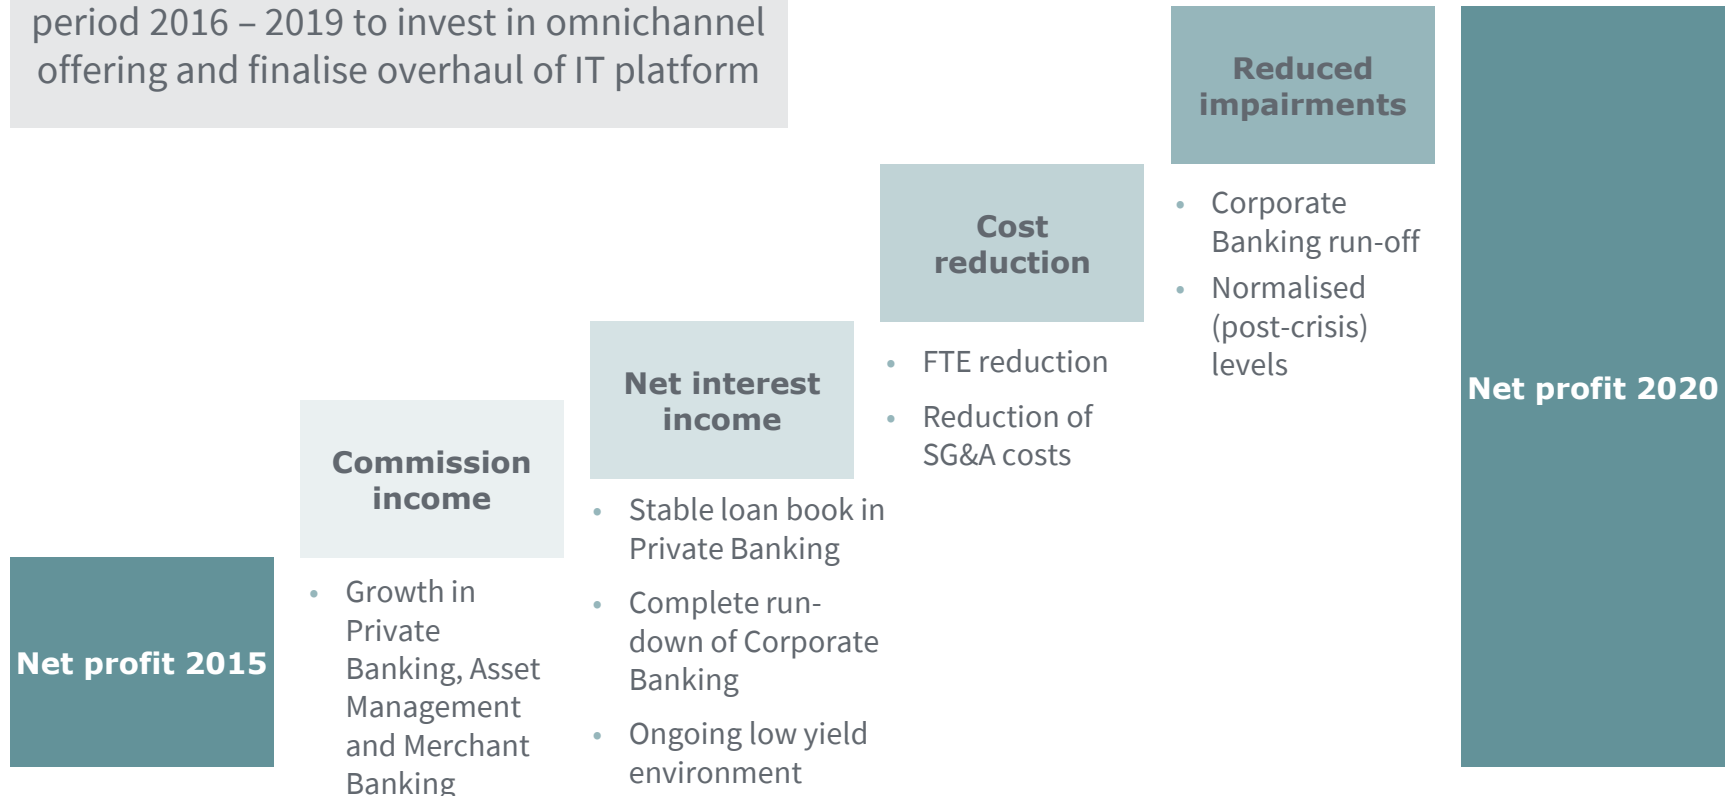 period 2016 – 2019 to invest in omnichannel
offering and finalise overhaul of IT platform
Net profit 2015
Commission
income
• Growth in
Private
Banking, Asset
Management
and Merchant
Banking
Net interest
income
• Stable loan book in
Private Banking
• Complete run-
down of Corporate
Banking
• Ongoing low yield
environment
Cost
reduction
• FTE reduction
• Reduction of
SG&A costs
Reduced
impairments
• Corporate
Banking run-off
• Normalised
(post-crisis)
levels
Net profit 2020